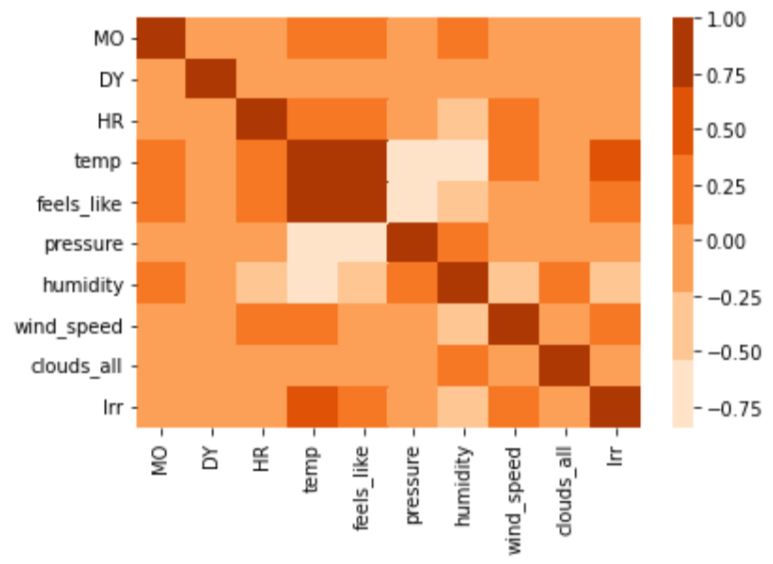 MO
DY
HR
temp
feels_like
pressure
humidity
wind_speed
clouds_all
Irr
MO
DY
HR
temp
feels_like
pressure
humidity
wind_speed
clouds_all
Irr
1.00
0.75
0.50
0.25
0.00
−0.25
−0.50
−0.75